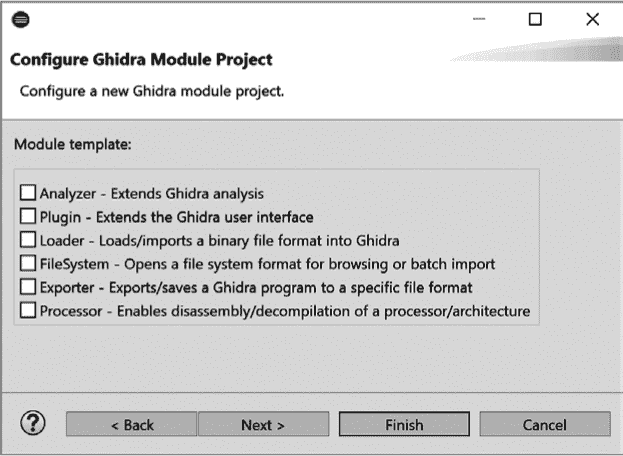 Configure Ghidra Module Project
Configure a new Ghidra module project.
Module template:
Analyzer - Extends Ghidra analysis
Plugin - Extends the Ghidra user interface
Loader - Loads/imports a binary file format into Ghidra
FileSystem - Opens a file system format for browsing or batch import
Exporter - Exports/saves a Ghidra program to a specific file format
Processor - Enables disassembly/decompilation of a processor/architecture
? < Back Next > Finish Cancel